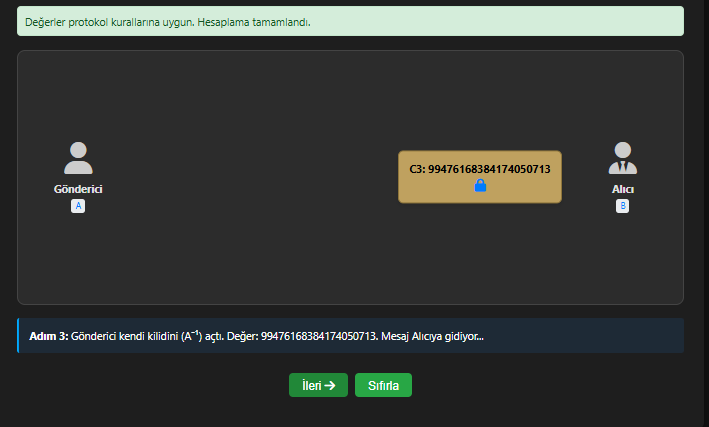 Değerler protokol kurallarına uygun. Hesaplama tamamlandı.
C3: 99476168384174050713
Gönderici
A
Alıcı
B
Adım 3: Gönderici kendi kilidini (A⁻¹) açtı. Değer: 99476168384174050713. Mesaj Alıcıya gidiyor...
İleri →
Sıfırla